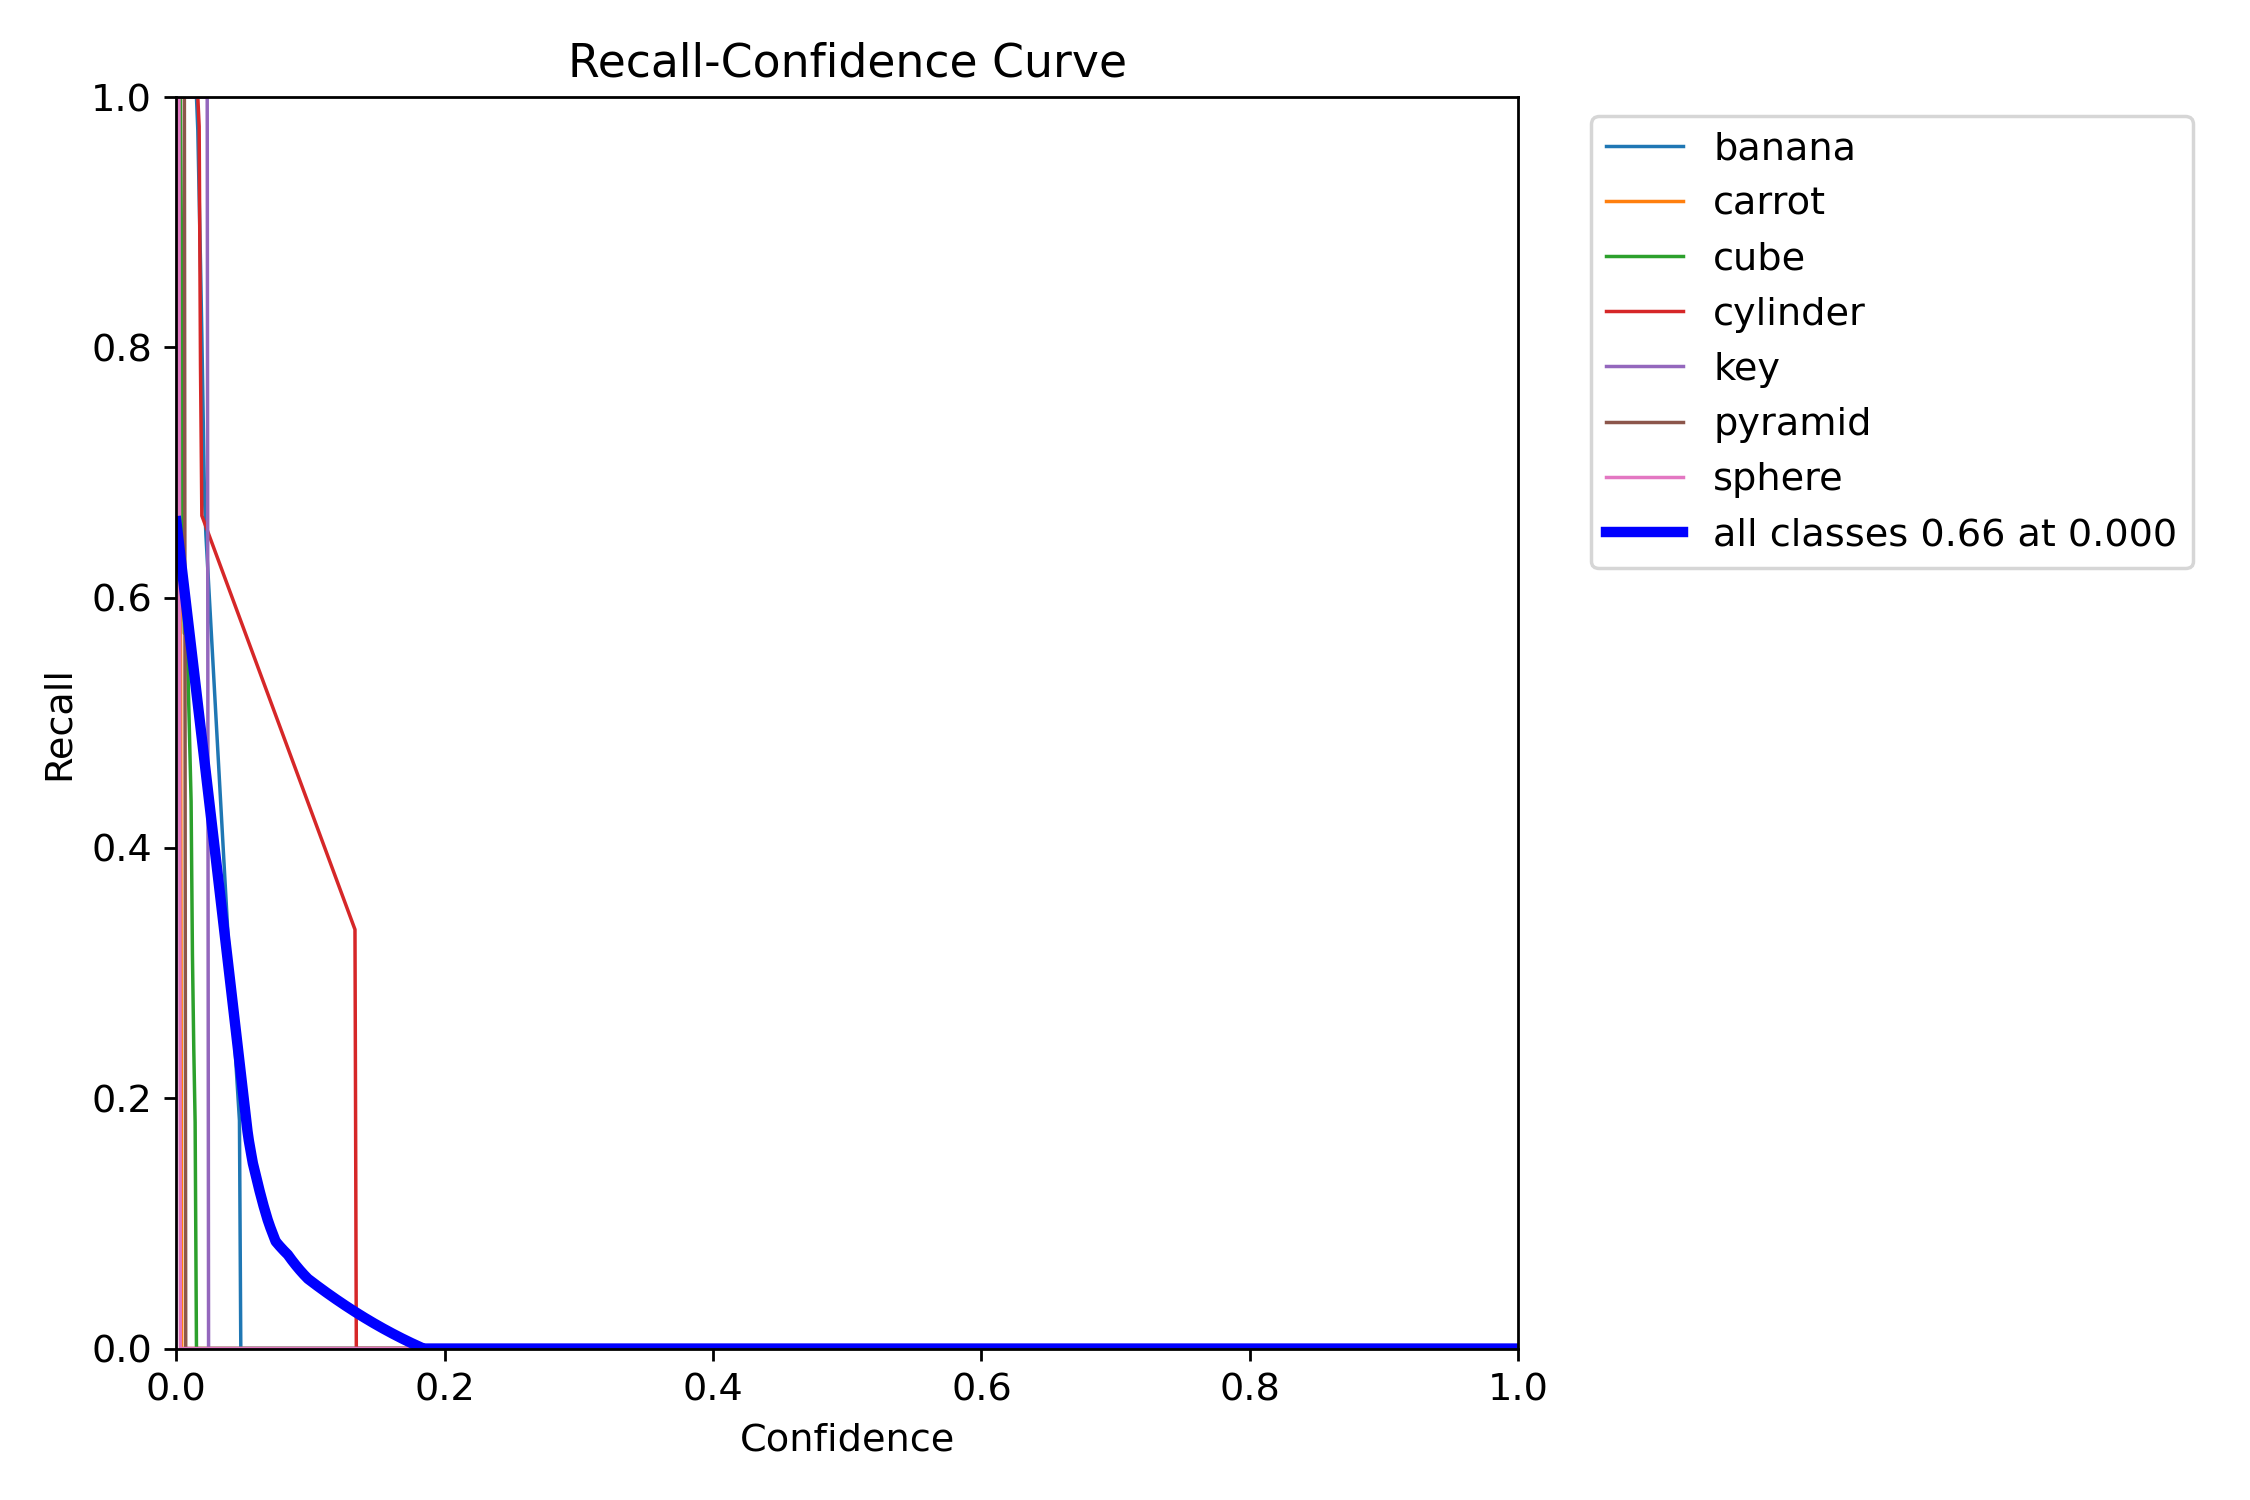 Recall-Confidence Curve
1.0
0.8
0.6
0.4
0.2
0.0
Recall
0.0 0.2 0.4 0.6 0.8 1.0
Confidence
banana
carrot
cube
cylinder
key
pyramid
sphere
all classes 0.66 at 0.000